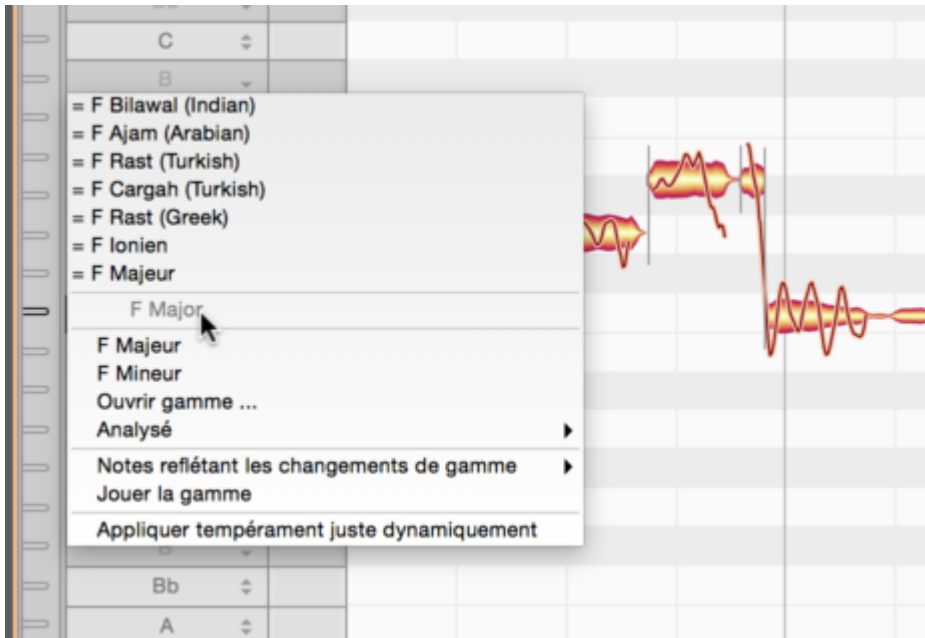 Bb
C
B
= F Bilawal (Indian)
= F Ajam (Arabian)
= F Rast (Turkish)
= F Cargah (Turkish)
= F Rast (Greek)
= F Ionien
= F Majeur
F Major
F Majeur
F Mineur
Ouvrir gamme ...
Analysé
Notes reflétant les changements de gamme
Jouer la gamme
Appliquer tempérament juste dynamiquement
B
Bb
A